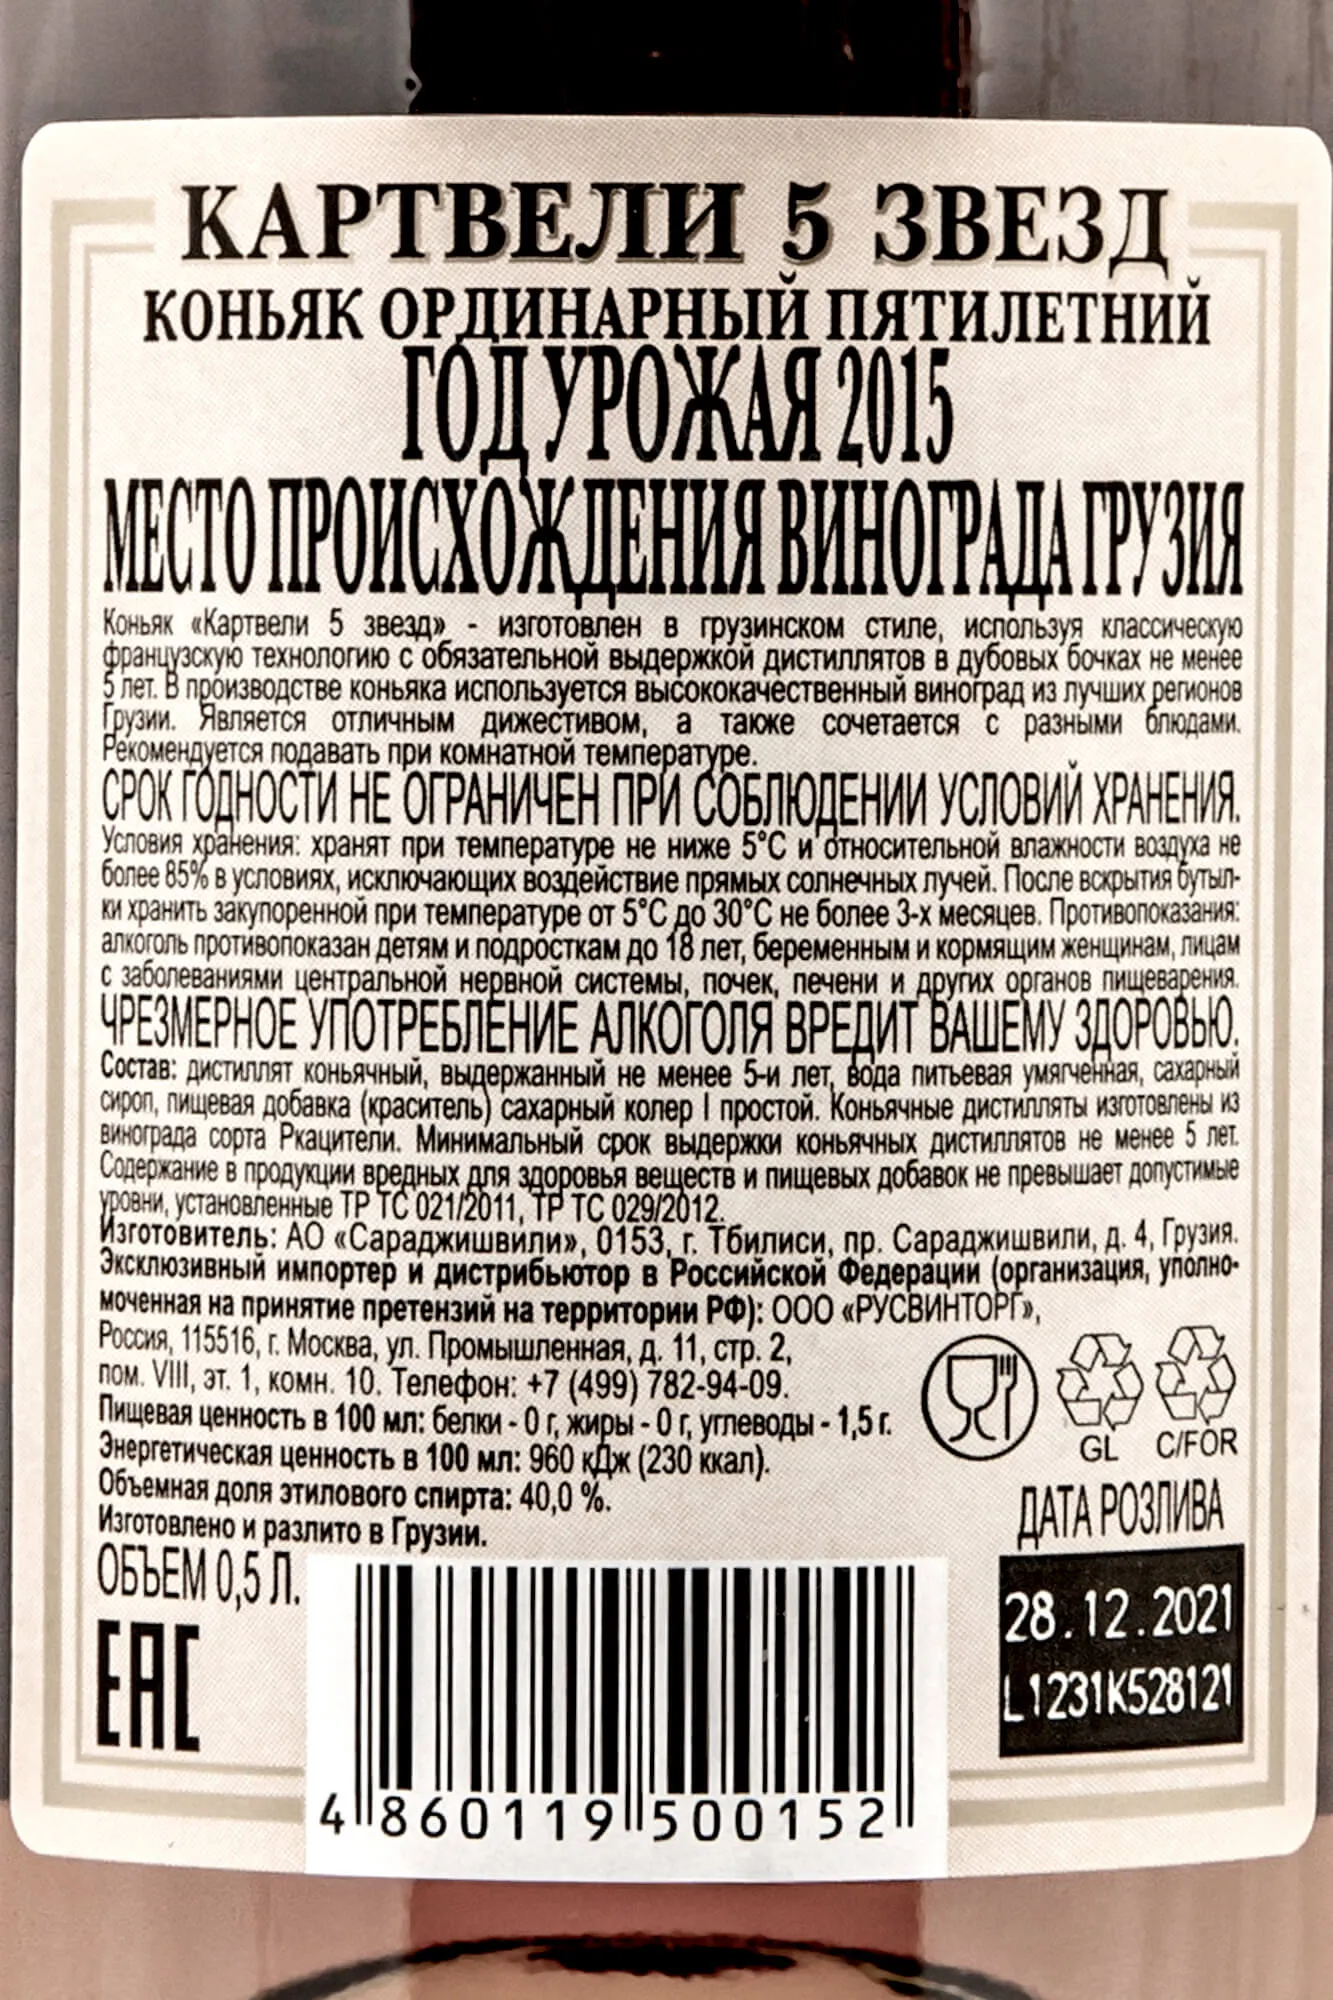 КАРТВЕЛИ 5 ЗВЕЗД
КОНЬЯК ОРДИНАРНЫЙ ПЯТИЛЕТНИЙ
ГОД УРОЖАЯ 2015
МЕСТО ПРОИСХОЖДЕНИЯ ВИНОГРАДА ГРУЗИЯ
Коньяк «Картвели 5 звезд» - изготовлен в грузинском стиле, используя классическую
французскую технологию с обязательной выдержкой дистиллятов в дубовых бочках не менее
5 лет. В производстве коньяка используется высококачественный виноград из лучших регионов
Грузии. Является отличным дижестивом, а также сочетается с разными блюдами.
Рекомендуется подавать при комнатной температуре.
СРОК ГОДНОСТИ НЕ ОГРАНИЧЕН ПРИ СОБЛЮДЕНИИ УСЛОВИЙ ХРАНЕНИЯ.
Условия хранения: хранят при температуре не ниже 5°С и относительной влажности воздуха не
более 85% в условиях, исключающих воздействие прямых солнечных лучей. После вскрытия бутыл-
ки хранить закупоренной при температуре от 5°С до 30°С не более 3-х месяцев. Противопоказания:
алкоголь противопоказан детям и подросткам до 18 лет, беременным и кормящим женщинам, лицам
с заболеваниями центральной нервной системы, почек, печени и других органов пищеварения.
ЧРЕЗМЕРНОЕ УПОТРЕБЛЕНИЕ АЛКОГОЛЯ ВРЕДИТ ВАШЕМУ ЗДОРОВЬЮ.
Состав: дистиллят коньячный, выдержанный не менее 5-и лет, вода питьевая умягченная, сахарный
сироп, пищевая добавка (краситель) сахарный колер I простой. Коньячные дистилляты изготовлены из
винограда сорта Ркацители. Минимальный срок выдержки коньячных дистиллятов не менее 5 лет.
Содержание в продукции вредных для здоровья веществ и пищевых добавок не превышает допустимые
уровни, установленные ТР ТС 021/2011, ТР ТС 029/2012.
Изготовитель: АО «Сараджишвили», 0153, г. Тбилиси, пр. Сараджишвили, д. 4, Грузия.
Эксклюзивный импортер и дистрибьютор в Российской Федерации (организация, уполно-
моченная на принятие претензий на территории РФ): ООО «РУСВИНТОРГ»,
Россия, 115516, г. Москва, ул. Промышленная, д. 11, стр. 2,
пом. VIII, эт. 1, комн. 10. Телефон: +7 (499) 782-94-09.
Пищевая ценность в 100 мл: белки - 0 г, жиры - 0 г, углеводы - 1,5 г.
Энергетическая ценность в 100 мл: 960 кДж (230 ккал).
Объемная доля этилового спирта: 40,0 %.
Изготовлено и разлито в Грузии.
ОБЪЕМ 0,5 Л.
EAC
GL
C/FOR
ДАТА РОЗЛИВА
28.12.2021
L1231K528121
4 860119 500152